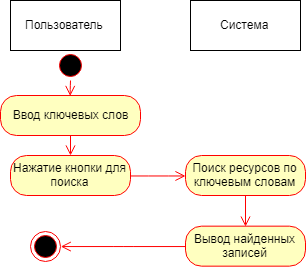 Пользователь
Система
Ввод ключевых слов
Нажатие кнопки для
поиска
Поиск ресурсов по
ключевым словам
Вывод найденных
записей